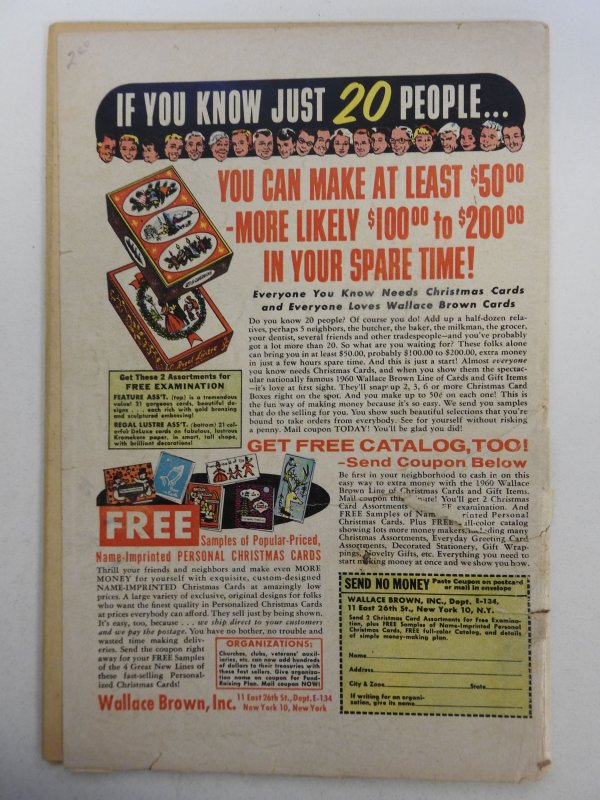 IF YOU KNOW JUST 20 PEOPLE...
YOU CAN MAKE AT LEAST $50⁰⁰
-MORE LIKELY $100⁰⁰ to $200⁰⁰
IN YOUR SPARE TIME!
Everyone You Know Needs Christmas Cards
and Everyone Loves Wallace Brown Cards
Do you know 20 people? Of course you do! Add up a half-dozen rela-
tives, perhaps 5 neighbors, the butcher, the baker, the milkman, the grocer,
your dentist, several friends and other tradespeople—and you've probably
got a lot more than 20. So what are you waiting for? These folks alone
can bring you in at least $50.00, probably $100.00 to $200.00, extra money
in just a few hours spare time. And this is just a start! Almost everyone
you know needs Christmas Cards, and when you show them the spectac-
ular nationally famous 1960 Wallace Brown Line of Cards and Gift Items
—it's love at first sight. They'll snap up 2, 5, 6 or more Christmas Card
Boxes right on the spot. And you make up to 50¢ on each one! This is
the fun way of making money because it's so easy. We send you samples
that do the selling for you. You show such beautiful selections that you're
bound to take orders from everybody. See for yourself without risking
a penny. Mail coupon TODAY! You'll be glad you did!
Regal Lustre
Get These 2 Assortments for
FREE EXAMINATION
FEATURE ASS'T. (top) is a tremendous
value! 21 gorgeous cards, beautiful de-
signs . . . each rich with gold bronzing
and sculptured embossing!
REGAL LUSTRE ASS'T. (bottom) 21 col-
orful DeLuxe cards on fabulous, lustrous
Kromekote paper, in smart, tall shape,
with brilliant decorations!
GET FREE CATALOG, TOO!
-Send Coupon Below
Be first in your neighborhood to cash in on this
easy way to extra money with the 1960 Wallace
Brown Line of Christmas Cards and Gift Items.
Mail coupon this You'll get 2 Christmas
Card Assortments examination. And
FREE Samples of Personal
Christmas Cards. Plus FREE color catalog
showing lots more money makers, many
Christmas Assortments, Everyday Greeting Card
Assortments, Decorated Stationery, Gift Wrap-
pings, Novelty Gifts, etc. Everything you need to
start making money at once and we show you how.
FREE Samples of Popular-Priced,
Name-Imprinted PERSONAL CHRISTMAS CARDS
Thrill your friends and neighbors and make even MORE
MONEY for yourself with exquisite, custom-designed
NAME-IMPRINTED Christmas Cards at amazingly low
prices. A large variety of exclusive, original designs for folks
who want the finest quality in Personalized Christmas Cards
at prices everybody can afford. They sell just by being shown.
It's easy, too, because . . . we ship direct to your customers
and we pay the postage. You have no bother, no trouble and
wasted time making deliv-
eries. Send the coupon right
away for your FREE Samples
of the 4 Great New Lines of
these fast-selling Personal-
ized Christmas Cards!
ORGANIZATIONS:
Churches, clubs, veterans' auxil-
iaries, etc. can now add hundreds
of dollars to their treasuries with
these fast sellers. Give organiza-
tion name on coupon for Fund-
Raising Plan. Mail coupon NOW!
Wallace Brown, Inc. 11 East 26th St., Dept. E-134
New York 10, New York
SEND NO MONEY Paste Coupon on postcard
or mail in envelope
WALLACE BROWN, INC., Dept. E-134,
11 East 26th St., New York 10, N.Y.
Send 2 Christmas Card Assortments for Free Examina-
tion, plus FREE Samples of Name-Imprinted Personal
Christmas Cards, FREE full-color Catalog, and details
of simple money-making plan.
Name
Address
City & Zone State
If writing for an organi-
zation, give its name